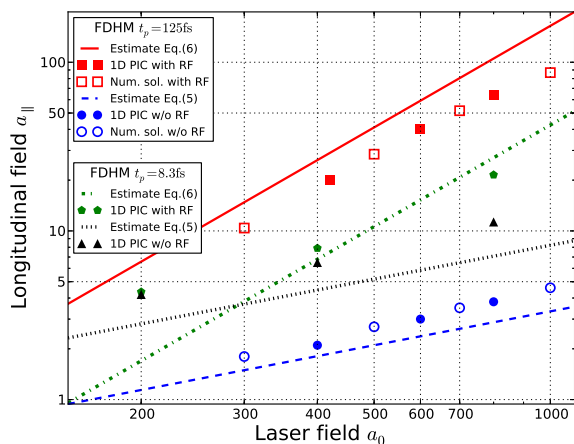 FDHM t_p=125fs
Estimate Eq.(6)
1D PIC with RF
Num. sol. with RF
Estimate Eq.(5)
1D PIC w/o RF
Num. sol. w/o RF
FDHM t_p=8.3fs
Estimate Eq.(6)
1D PIC with RF
Estimate Eq.(5)
1D PIC w/o RF
Longitudinal field a_∥
100
50
10
5
1
200
300
400
500
600
700
1000
Laser field a_0